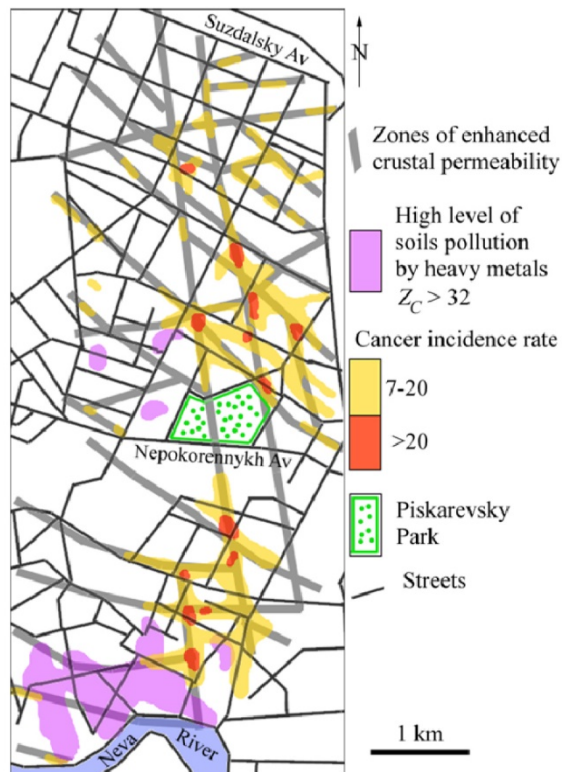 Suzdalsky Av
N
Zones of enhanced
crustal permeability
High level of
soils pollution
by heavy metals
Z_C > 32
Cancer incidence rate
7-20
>20
Piskarevsky
Park
Streets
1 km
Nepokorennykh Av
Neva
River